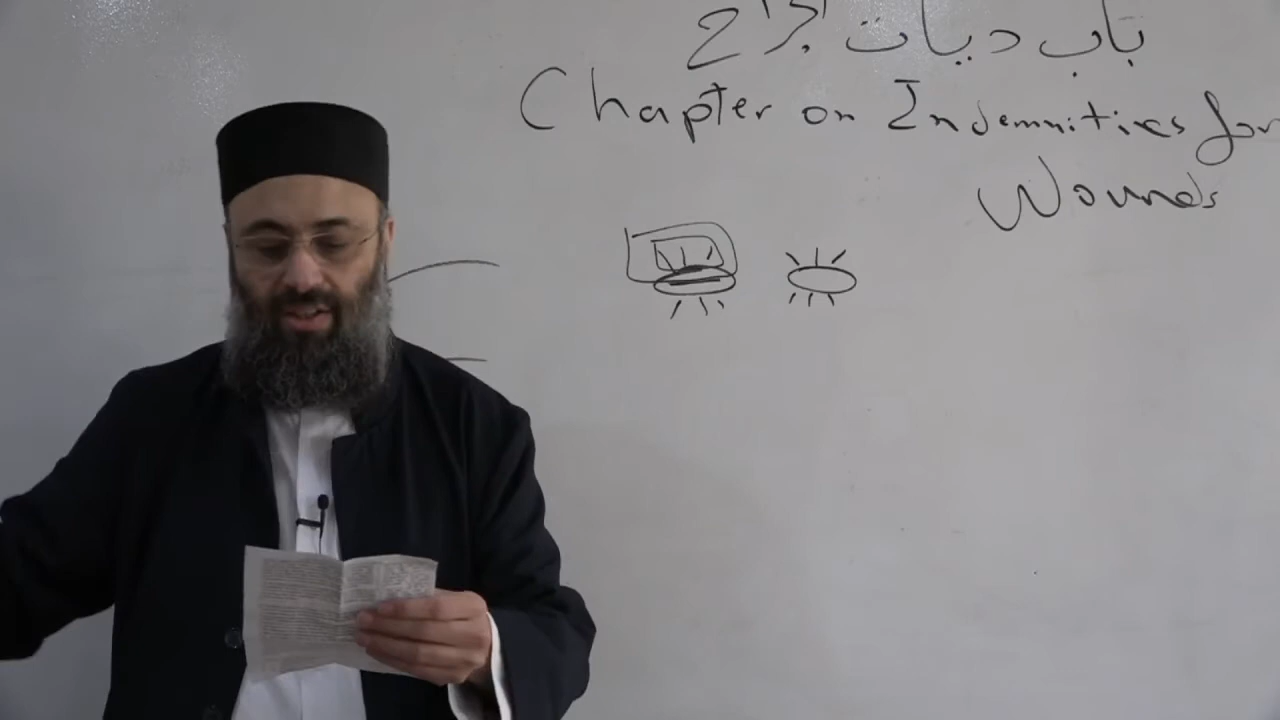 باب ديات الجراح
Chapter on Indemnities for
Wounds